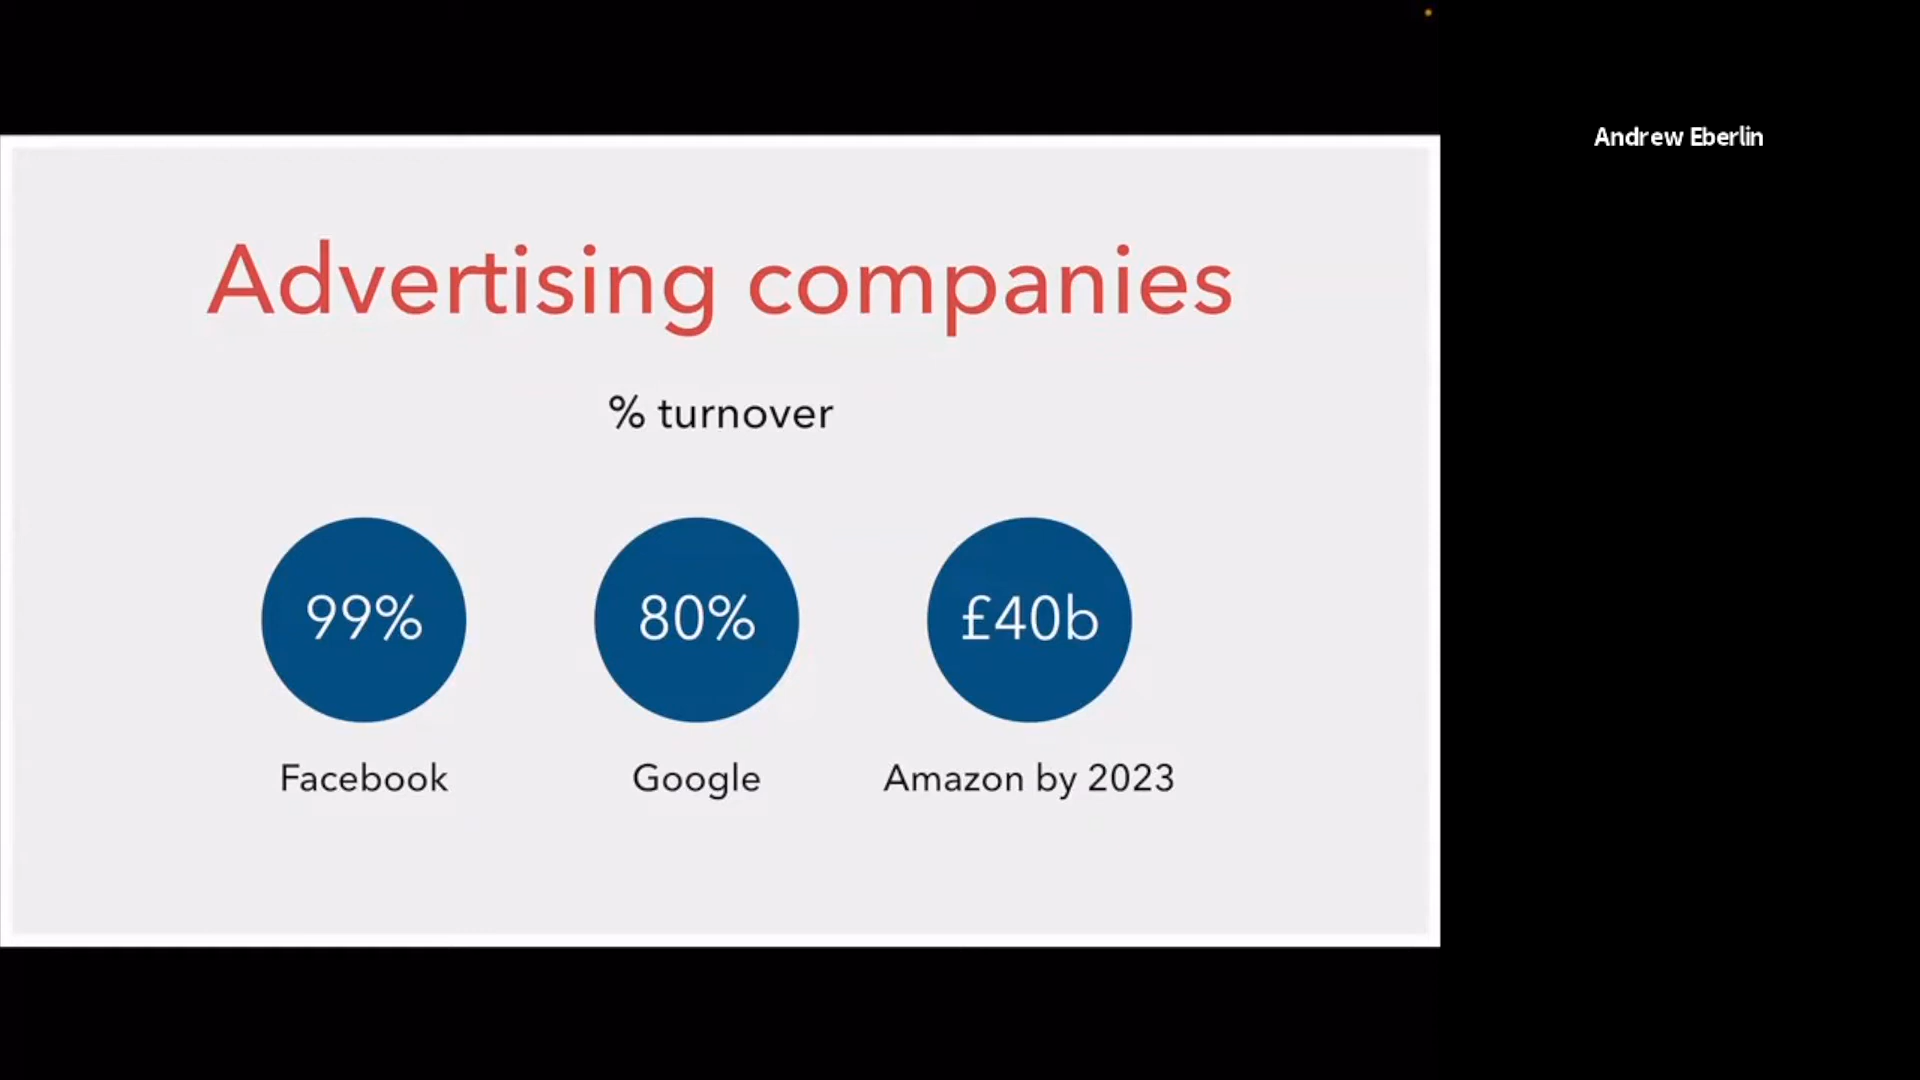 Advertising companies
% turnover
99%
80%
£40b
Facebook
Google
Amazon by 2023
Andrew Eberlin